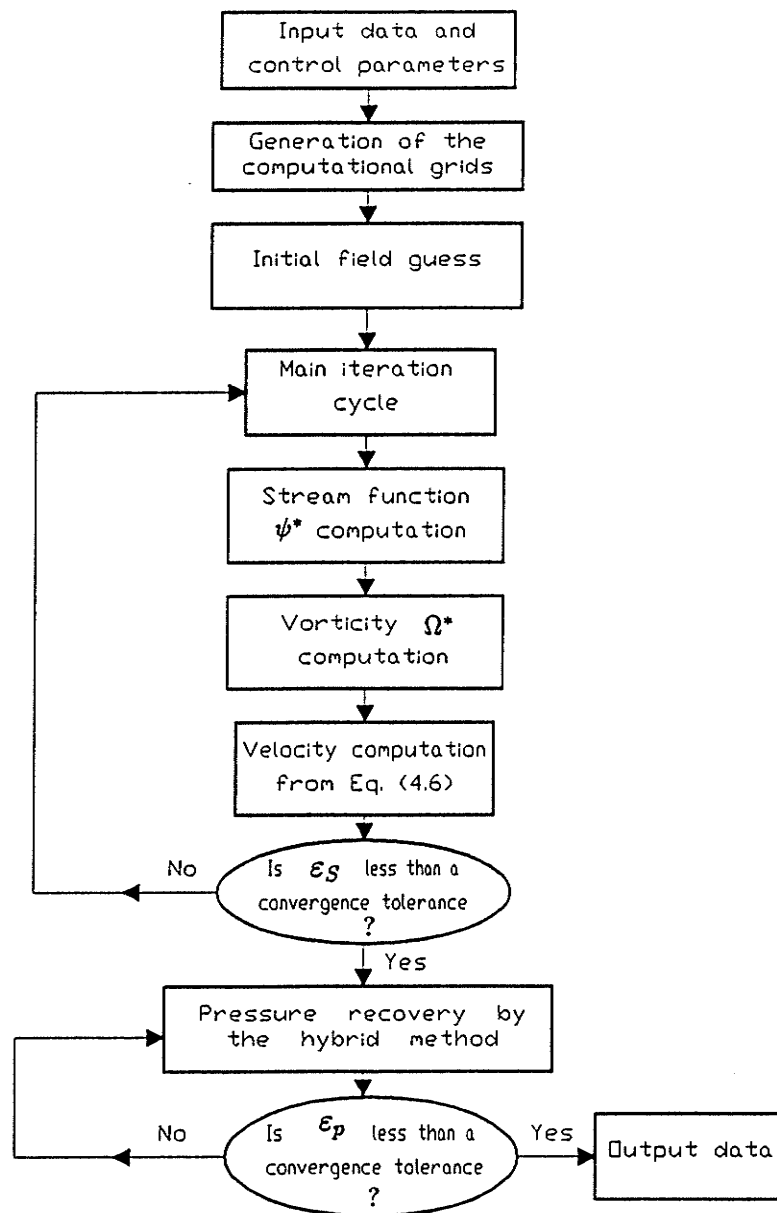 Input data and
control parameters
Generation of the
computational grids
Initial field guess
Main iteration
cycle
Stream function
ψ* computation
Vorticity Ω*
computation
Velocity computation
from Eq. (4.6)
No
Is ε_S less than a
convergence tolerance
?
Yes
Pressure recovery by
the hybrid method
No
Is ε_p less than a
convergence tolerance
?
Yes
Output data